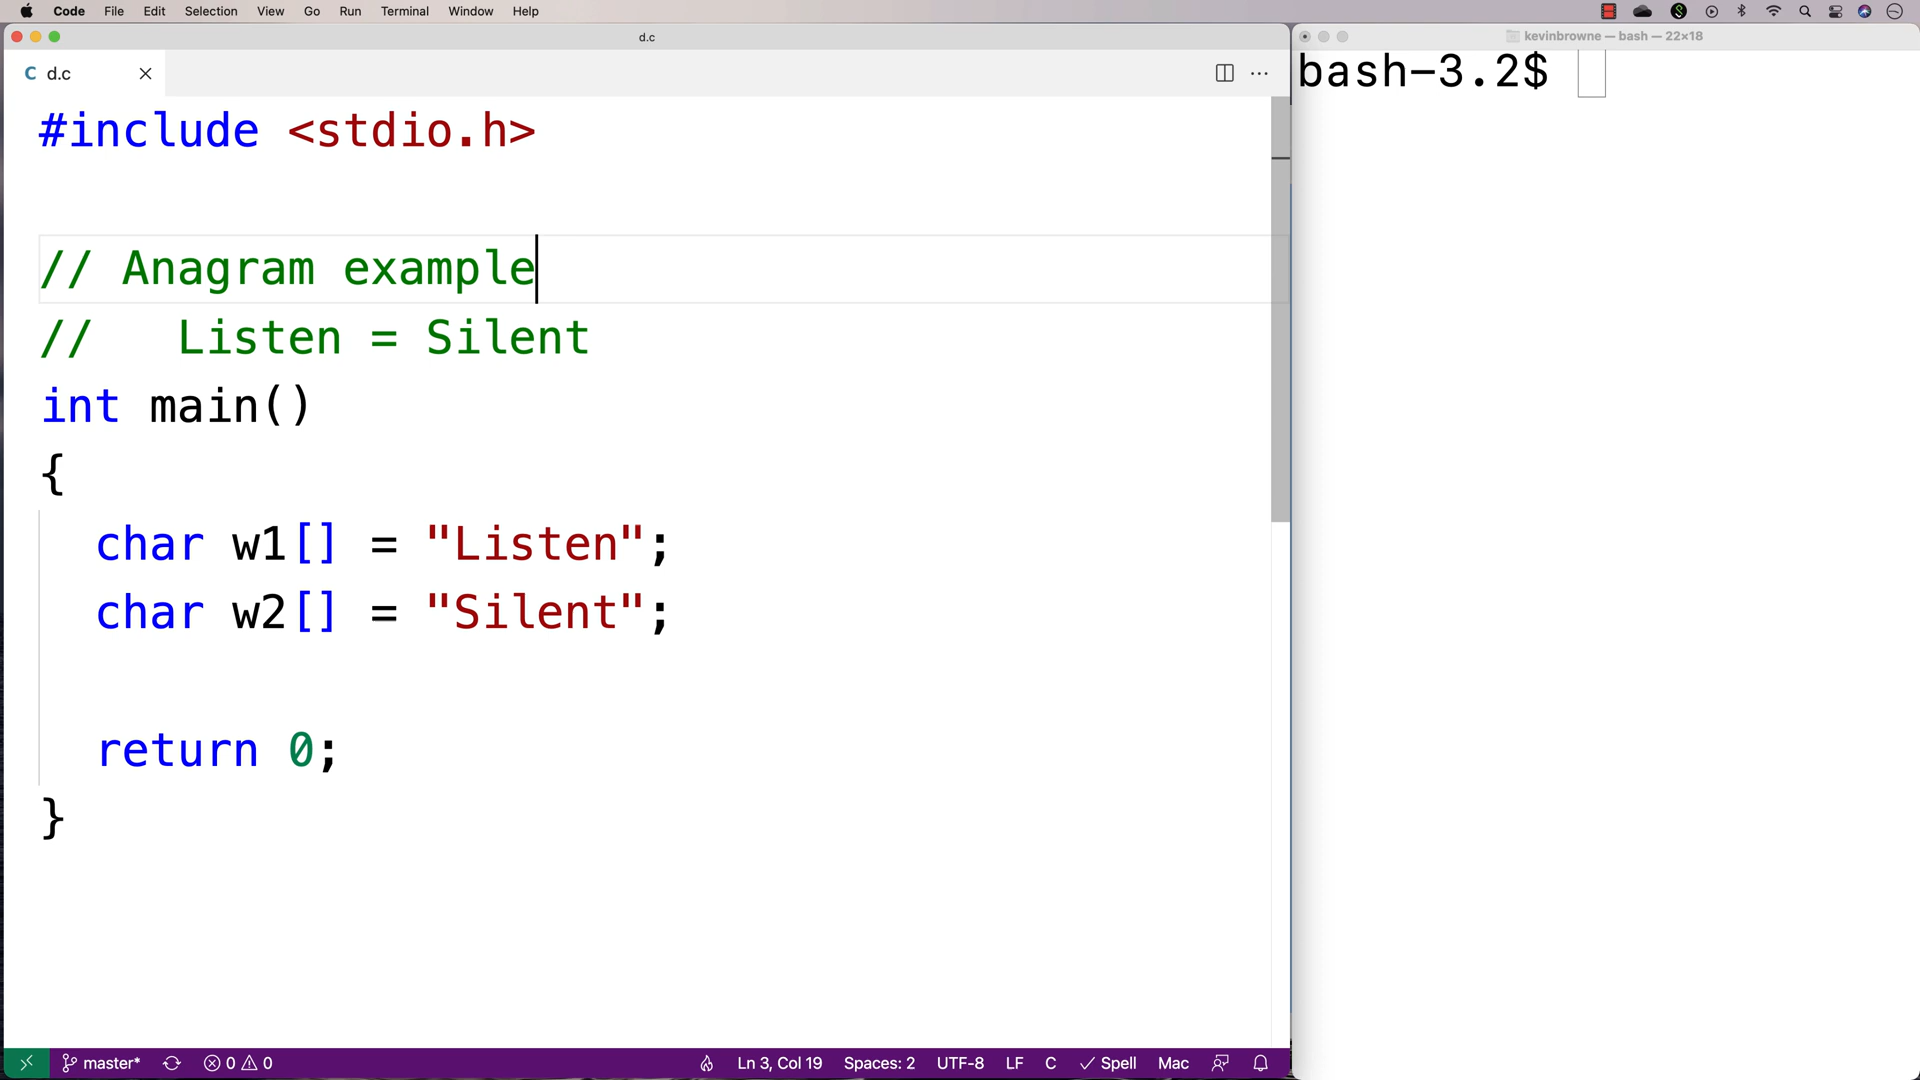 Code File Edit Selection View Go Run Terminal Window Help
d.c
kevinbrowne — bash — 22×18
C d.c
bash-3.2$
#include <stdio.h>
// Anagram example
//   Listen = Silent
int main()
{
  char w1[] = "Listen";
  char w2[] = "Silent";
  return 0;
}
master* 0 0 Ln 3, Col 19 Spaces: 2 UTF-8 LF C Spell Mac